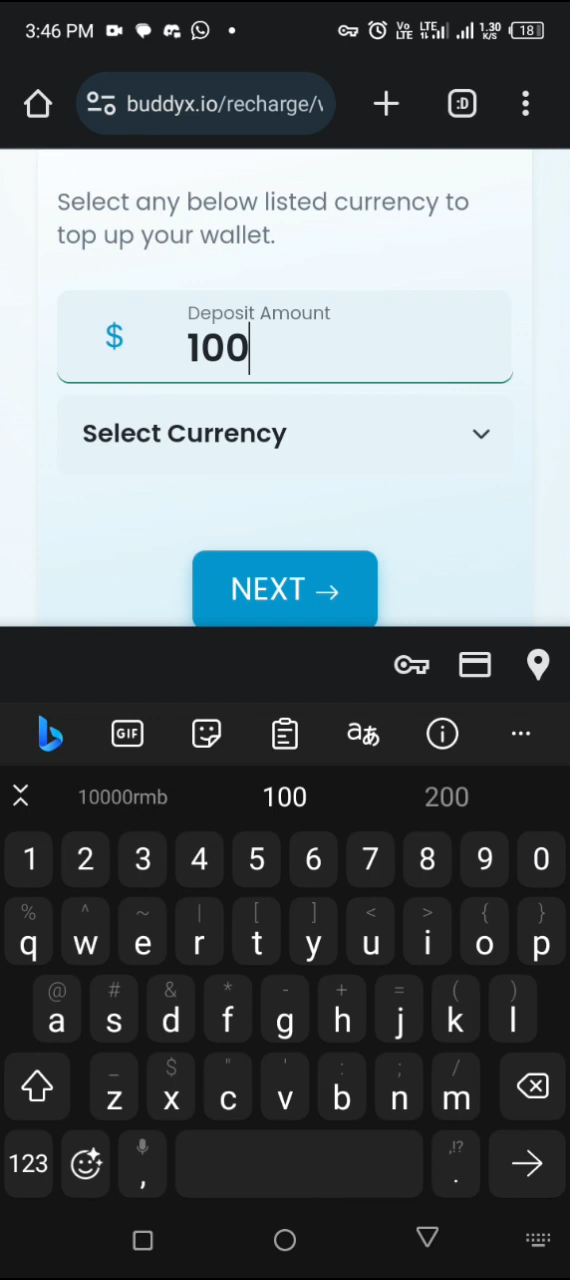 3:46 PM Vo LTE LTE 1.30 K/S 18
buddyx.io/recharge/ :D
Select any below listed currency to
top up your wallet.
Deposit Amount
$ 100
Select Currency
NEXT →
GIF aあ
10000rmb 100 200
1 2 3 4 5 6 7 8 9 0
% ^ ~ | [ ] < > { }
q w e r t y u i o p
@ # & * - + = ( )
a s d f g h j k l
_ $ " ' : ; /
z x c v b n m
123 , ,!? .